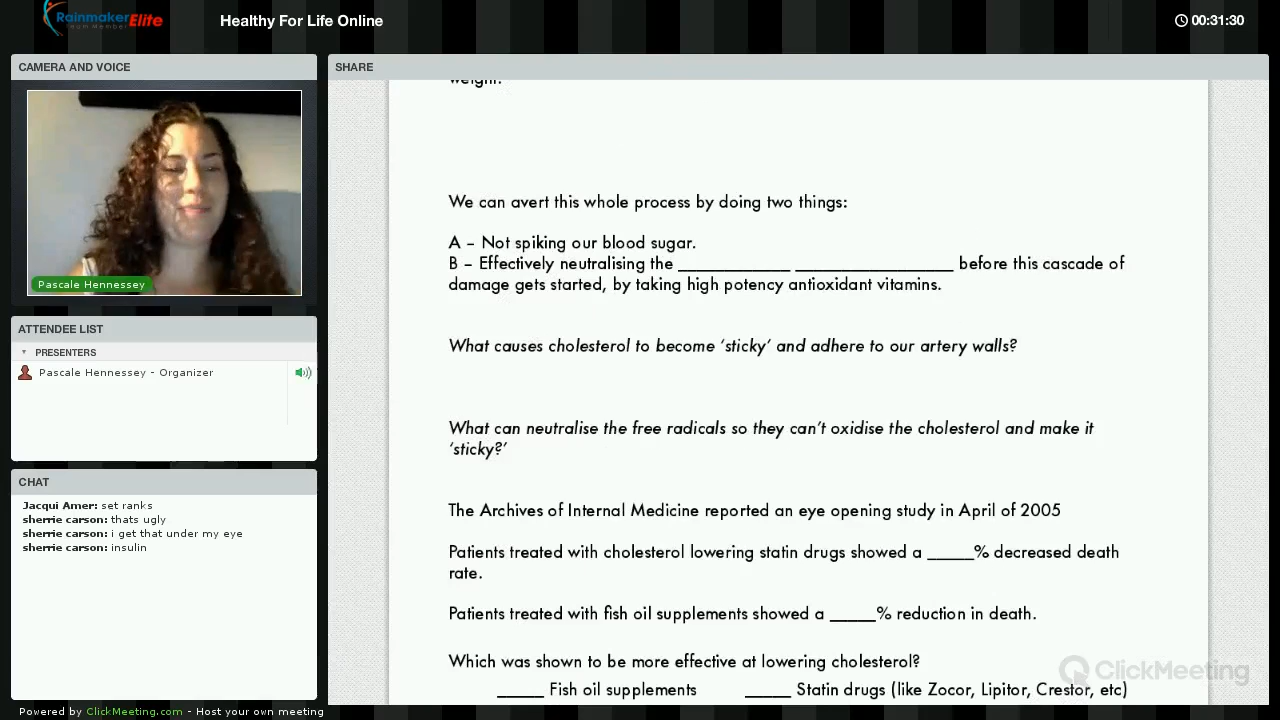 RainmakerElite
Team Member
Healthy For Life Online
00:31:30
CAMERA AND VOICE
Pascale Hennessey
ATTENDEE LIST
PRESENTERS
Pascale Hennessey - Organizer
CHAT
Jacqui Amer: set ranks
sherrie carson: thats ugly
sherrie carson: i get that under my eye
sherrie carson: insulin
Powered by ClickMeeting.com - Host your own meeting
SHARE
weight.
We can avert this whole process by doing two things:
A – Not spiking our blood sugar.
B – Effectively neutralising the ____________ _________________ before this cascade of
damage gets started, by taking high potency antioxidant vitamins.
What causes cholesterol to become ‘sticky’ and adhere to our artery walls?
What can neutralise the free radicals so they can’t oxidise the cholesterol and make it
‘sticky?’
The Archives of Internal Medicine reported an eye opening study in April of 2005
Patients treated with cholesterol lowering statin drugs showed a _____% decreased death
rate.
Patients treated with fish oil supplements showed a _____% reduction in death.
Which was shown to be more effective at lowering cholesterol?
_____ Fish oil supplements _____ Statin drugs (like Zocor, Lipitor, Crestor, etc)
ClickMeeting